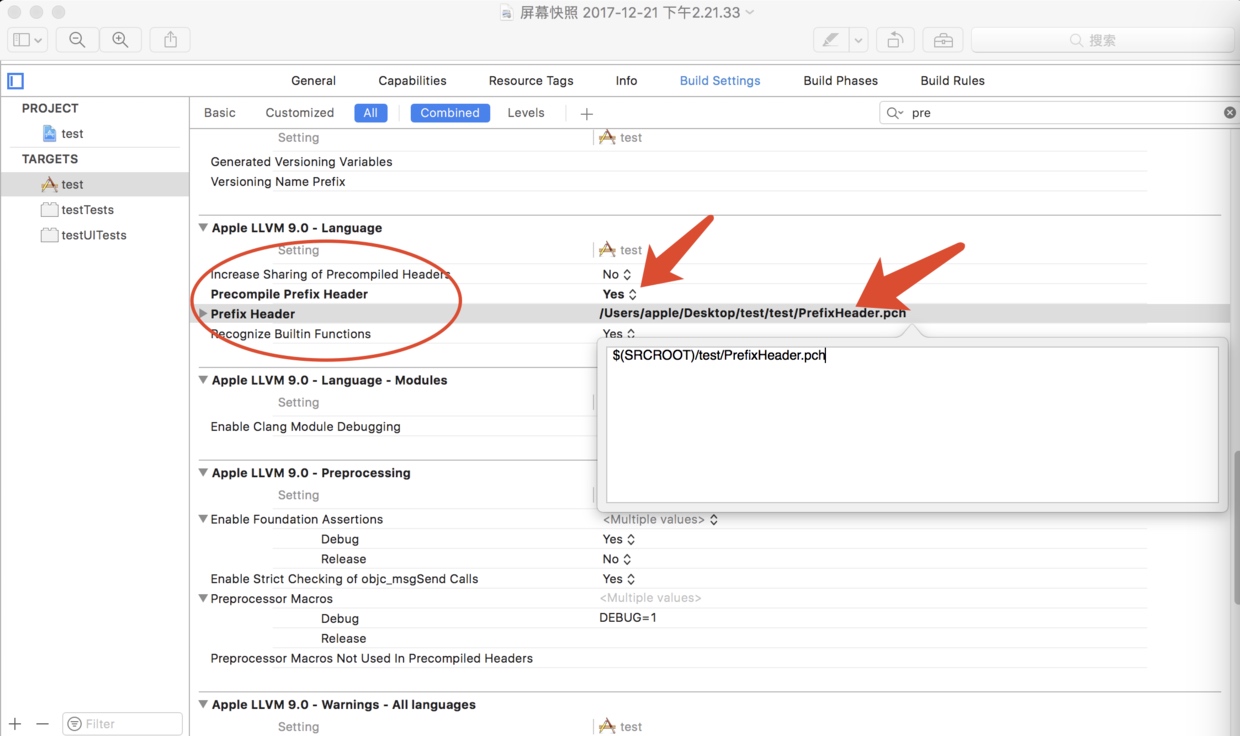 屏幕快照 2017-12-21 下午2.21.33
搜索
General Capabilities Resource Tags Info Build Settings Build Phases Build Rules
PROJECT
test
TARGETS
test
testTests
testUITests
Filter
Basic Customized All Combined Levels pre
Setting test
Generated Versioning Variables
Versioning Name Prefix
Apple LLVM 9.0 - Language
Setting test
Increase Sharing of Precompiled Headers No
Precompile Prefix Header Yes
Prefix Header /Users/apple/Desktop/test/test/PrefixHeader.pch
Recognize Builtin Functions Yes
$(SRCROOT)/test/PrefixHeader.pch
Apple LLVM 9.0 - Language - Modules
Setting
Enable Clang Module Debugging
Apple LLVM 9.0 - Preprocessing
Setting
Enable Foundation Assertions <Multiple values>
Debug Yes
Release No
Enable Strict Checking of objc_msgSend Calls Yes
Preprocessor Macros <Multiple values>
Debug DEBUG=1
Release
Preprocessor Macros Not Used In Precompiled Headers
Apple LLVM 9.0 - Warnings - All languages
Setting test